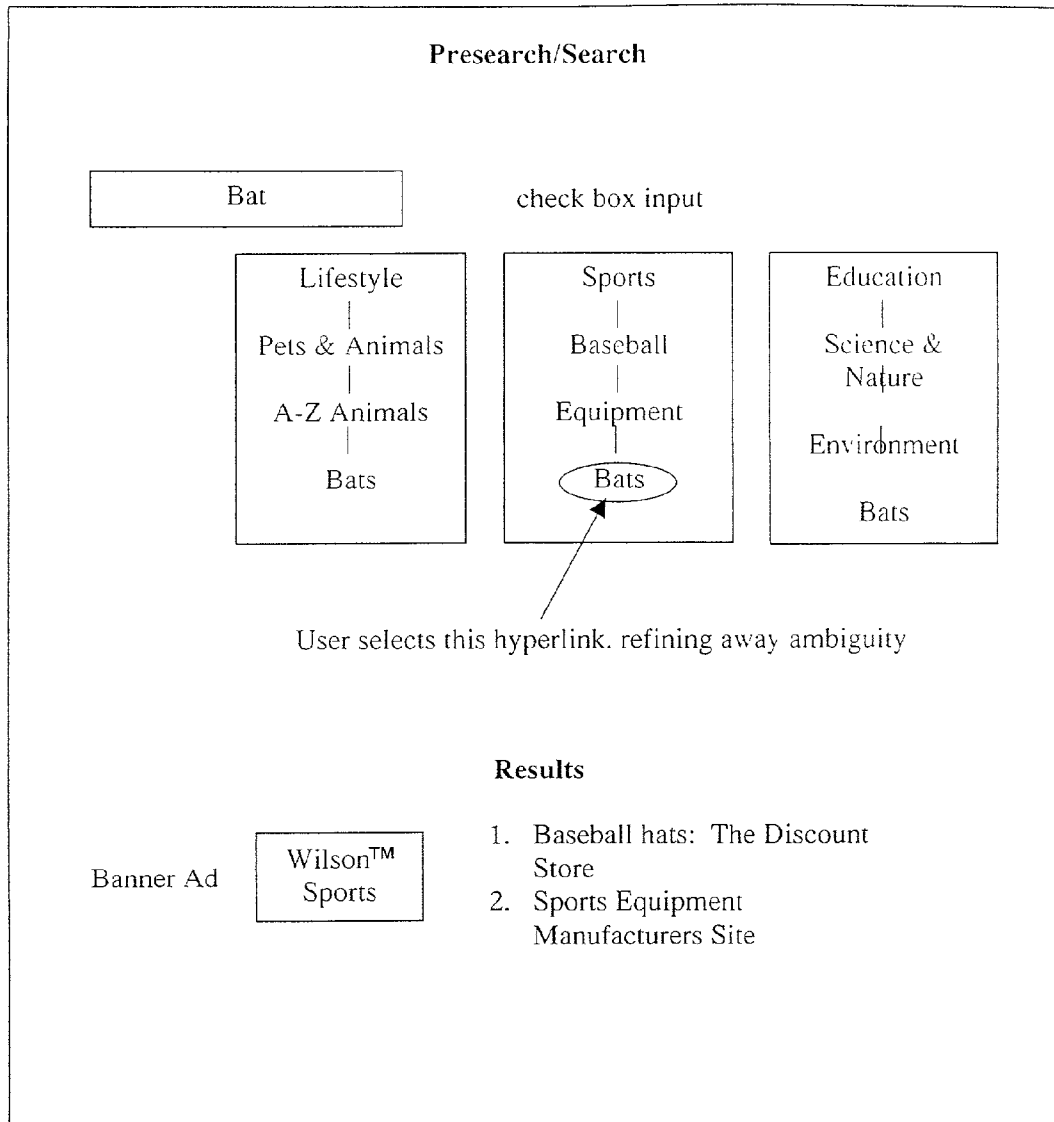 Presearch/Search
Bat
check box input
Lifestyle
Pets & Animals
A-Z Animals
Bats
Sports
Baseball
Equipment
Bats
Education
Science &
Nature
Environment
Bats
User selects this hyperlink. refining away ambiguity
Results
Banner Ad
Wilson™
Sports
1. Baseball hats: The Discount
Store
2. Sports Equipment
Manufacturers Site